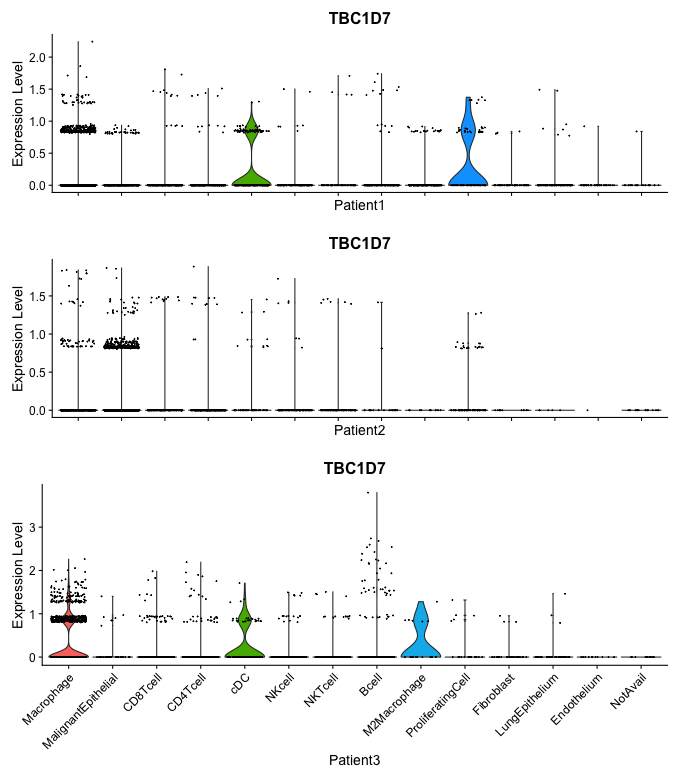 TBC1D7
Expression Level
2.0
1.5
1.0
0.5
0.0
Patient1
TBC1D7
Expression Level
1.5
1.0
0.5
0.0
Patient2
TBC1D7
Expression Level
3
2
1
0
Macrophage
MalignantEpithelial
CD8Tcell
CD4Tcell
cDC
NKcell
NKTcell
Bcell
M2Macrophage
ProliferatingCell
Fibroblast
LungEpithelium
Endothelium
NotAvail
Patient3